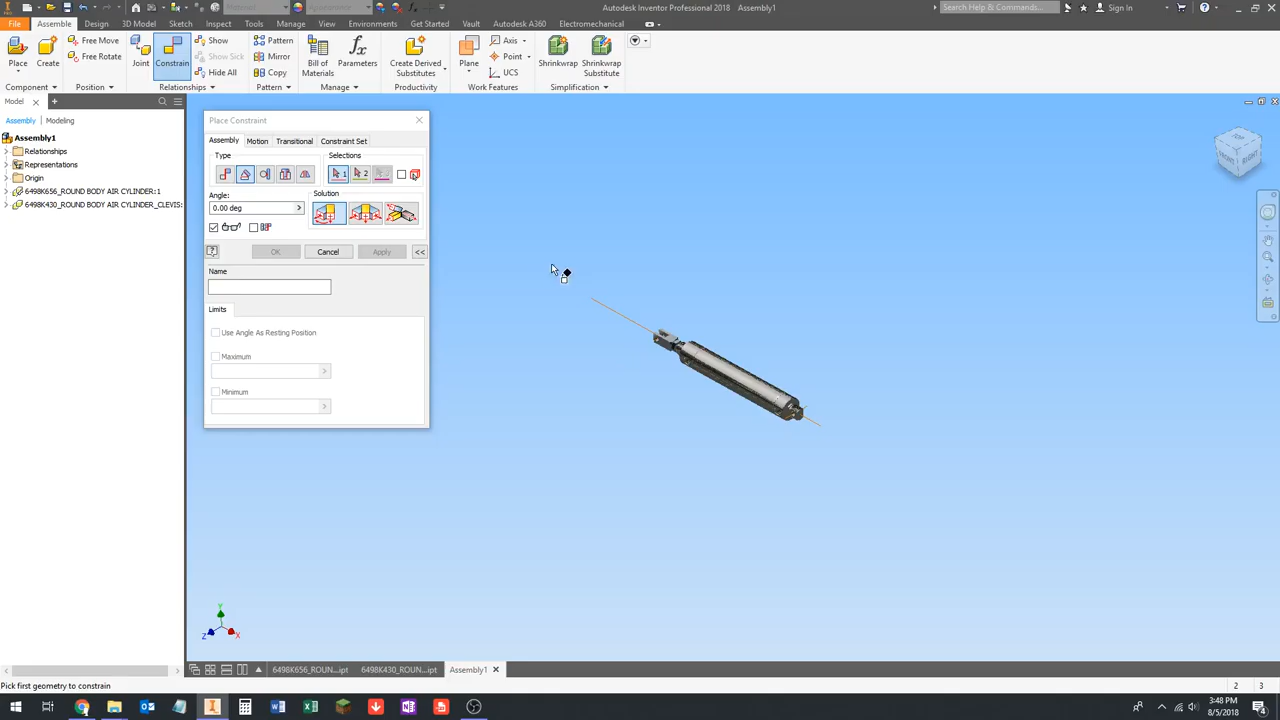 Autodesk Inventor Professional 2018 Assembly1
Search Help & Commands...
Sign In
File
Assemble
Design
3D Model
Sketch
Inspect
Tools
Manage
View
Environments
Get Started
Vault
Autodesk A360
Electromechanical
Place
Create
Free Move
Free Rotate
Joint
Constrain
Show
Show Sick
Hide All
Pattern
Mirror
Copy
Bill of Materials
Parameters
Create Derived Substitutes
Plane
Axis
Point
UCS
Shrinkwrap
Shrinkwrap Substitute
Component
Position
Relationships
Pattern
Manage
Productivity
Work Features
Simplification
Model
Assembly
Modeling
Assembly1
Relationships
Representations
Origin
6498K656_ROUND BODY AIR CYLINDER:1
6498K430_ROUND BODY AIR CYLINDER_CLEVIS:
Place Constraint
Assembly
Motion
Transitional
Constraint Set
Type
Selections
1
2
Angle:
Solution
0.00 deg
OK
Cancel
Apply
<<
Name
Limits
Use Angle As Resting Position
Maximum
Minimum
TOP
FRONT
RIGHT
Y
Z
X
6498K656_ROUN...ipt
6498K430_ROUN...ipt
Assembly1
Pick first geometry to constrain
2
3
3:48 PM
8/5/2018